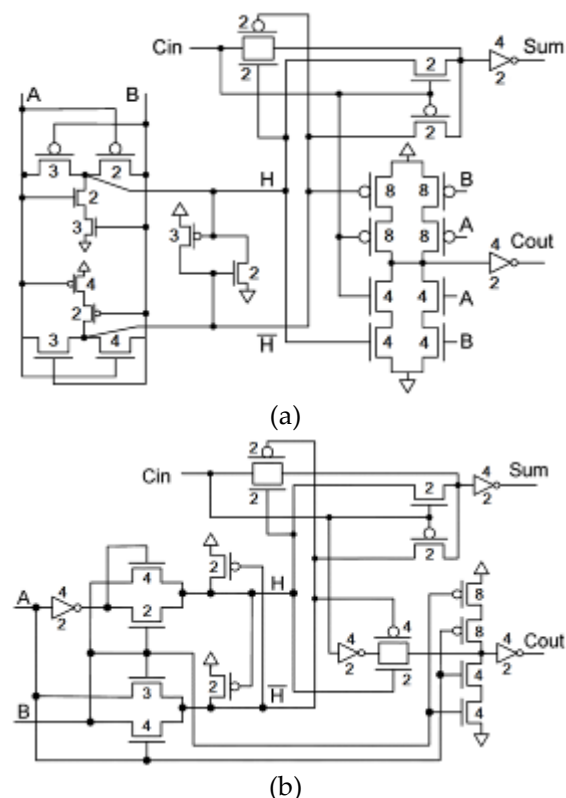 2 4
Cin Sum
2 2 2
A B
2
3 2
2 H 8 8 B
3 3 2 8 8 A
4 Cout
4 2
2 4 4 A
3 4 H 4 4 B
(a)
2 4
Cin Sum
2 2 2
4 2 2
A 4 H 8
2 2 4 4 8 4
Cout
3 2 H 2 2 4 2
B 4 4
(b)